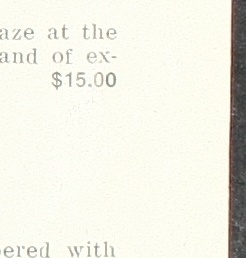 aze at the
and of ex-
$15.00
ered with